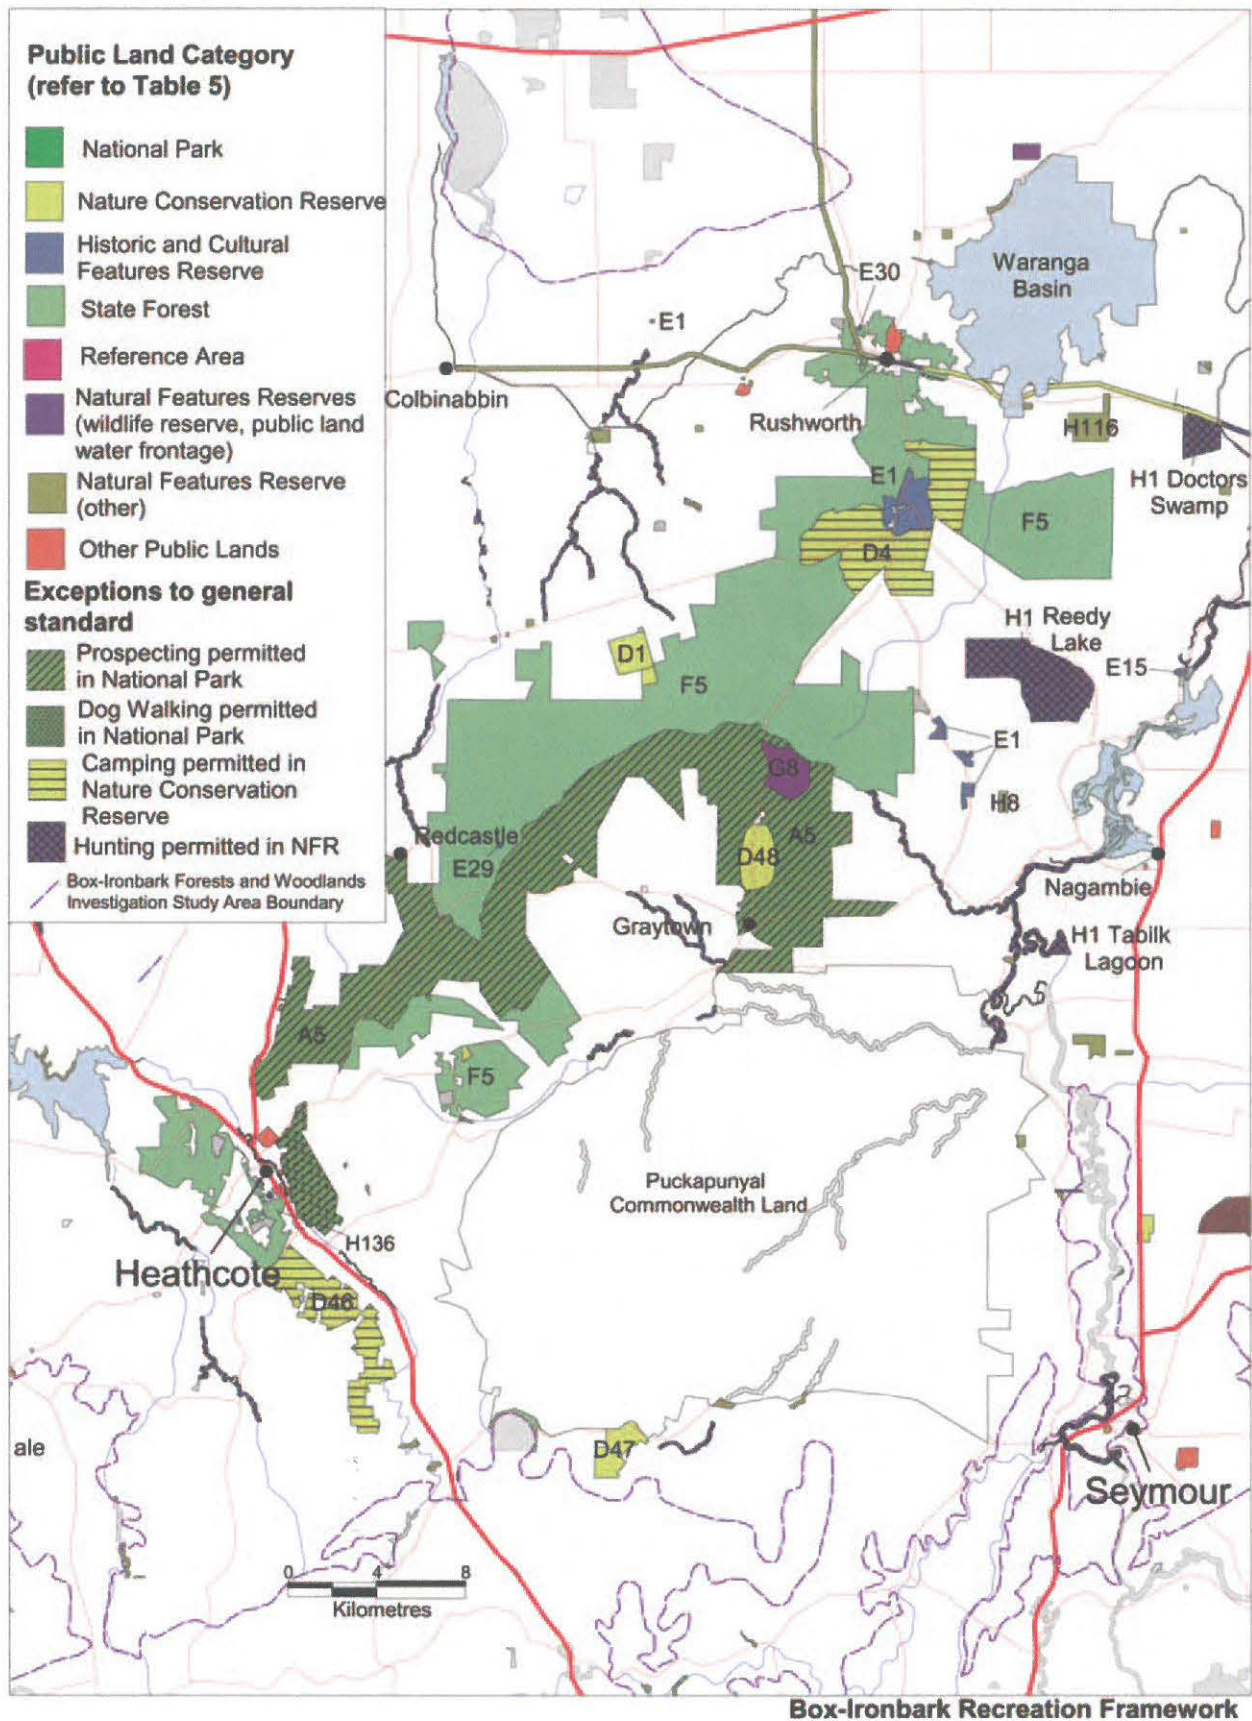 Public Land Category
(refer to Table 5)
National Park
Nature Conservation Reserve
Historic and Cultural
Features Reserve
State Forest
Reference Area
Natural Features Reserves
(wildlife reserve, public land
water frontage)
Natural Features Reserve
(other)
Other Public Lands
Exceptions to general
standard
Prospecting permitted
in National Park
Dog Walking permitted
in National Park
Camping permitted in
Nature Conservation
Reserve
Hunting permitted in NFR
Box-Ironbark Forests and Woodlands
Investigation Study Area Boundary
Waranga
Basin
E30
E1
Colbinabbin
Rushworth
H116
E1
H1 Doctors
Swamp
F5
D4
H1 Reedy
Lake
D1
E15
F5
E1
G8
H8
Redcastle
A5
D48
E29
Nagambie
Graytown
H1 Tabilk
Lagoon
A5
F5
Puckapunyal
Commonwealth Land
H136
Heathcote
D46
ale
D47
Seymour
0 4 8
Kilometres
Box-Ironbark Recreation Framework